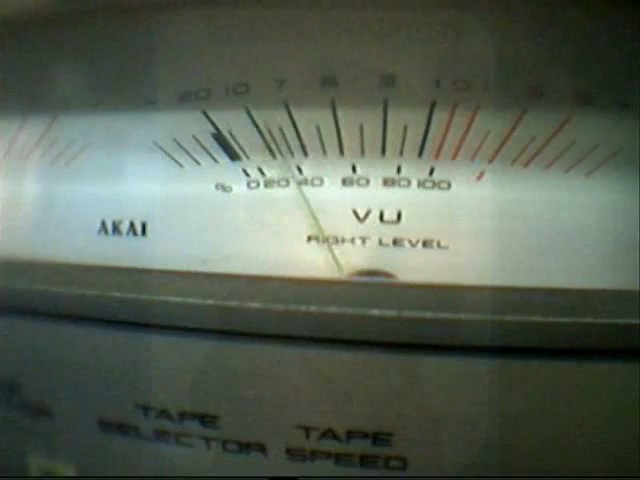 20 10 7 5 3 1 0 1 3 5
% 0 20 40 60 80 100
VU
AKAI
RIGHT LEVEL
TAPE SELECTOR
TAPE SPEED